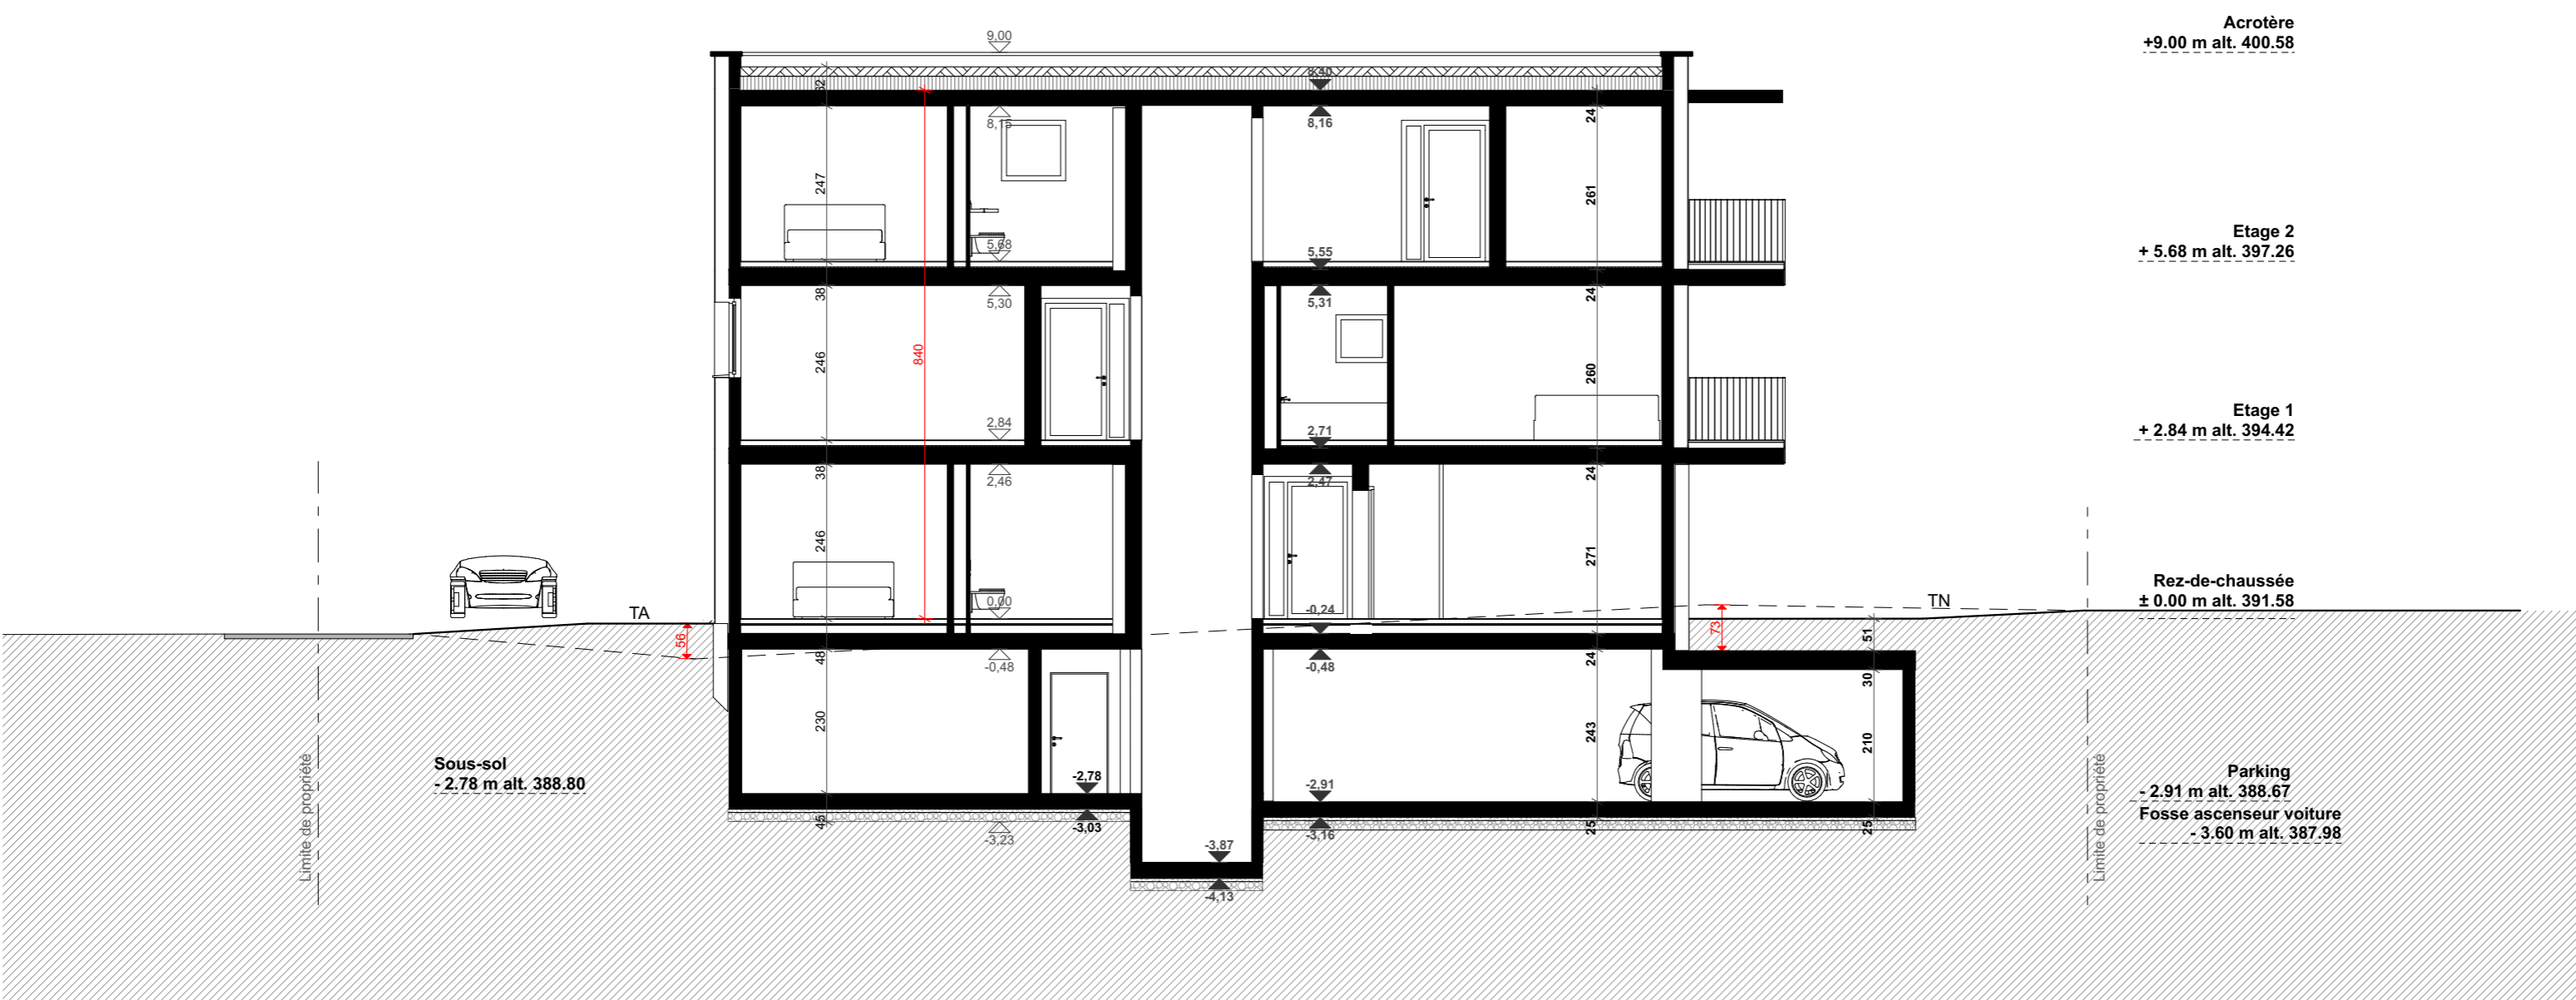 Acrotère
+9.00 m alt. 400.58
9,00
8,40
62
24
8,15
8,16
247
261
Etage 2
+ 5.68 m alt. 397.26
5,68
5,55
38
5,30
5,31
24
840
246
260
Etage 1
+ 2.84 m alt. 394.42
2,84
2,71
38
2,46
2,47
24
246
271
Rez-de-chaussée
± 0.00 m alt. 391.58
TA
0,00
-0,24
TN
56
73
51
48
-0,48
-0,48
24
30
230
243
210
Limite de propriété
Sous-sol
- 2.78 m alt. 388.80
-2,78
-2,91
Limite de propriété
Parking
- 2.91 m alt. 388.67
Fosse ascenseur voiture
- 3.60 m alt. 387.98
45
-3,03
-3,23
-3,16
25
25
-3,87
-4,13